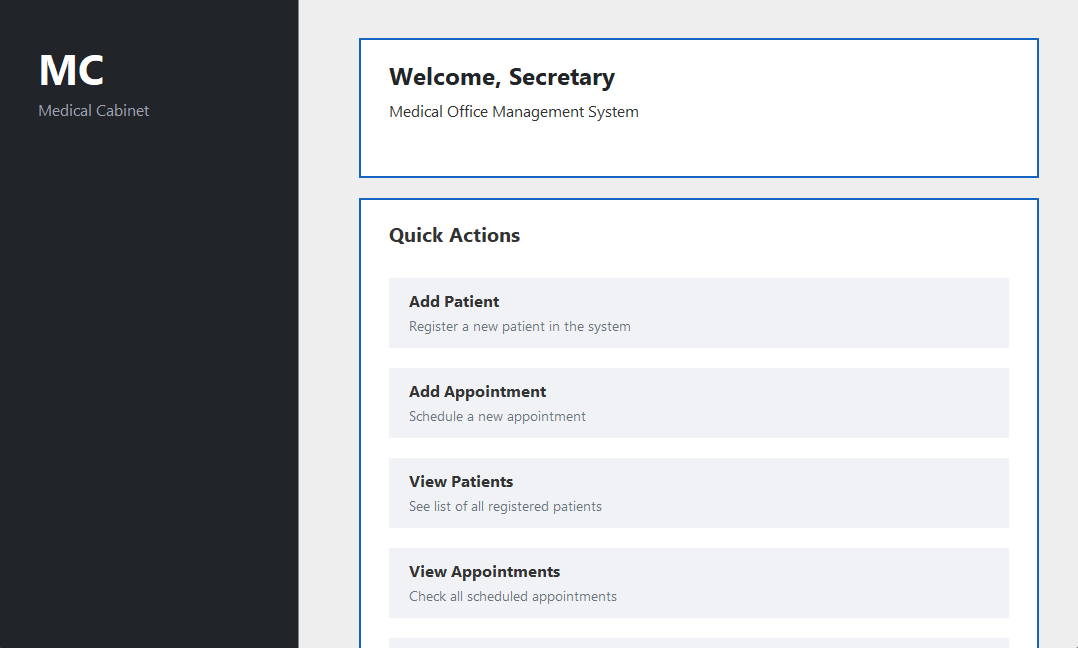 MC
Medical Cabinet
Welcome, Secretary
Medical Office Management System
Quick Actions
Add Patient
Register a new patient in the system
Add Appointment
Schedule a new appointment
View Patients
See list of all registered patients
View Appointments
Check all scheduled appointments